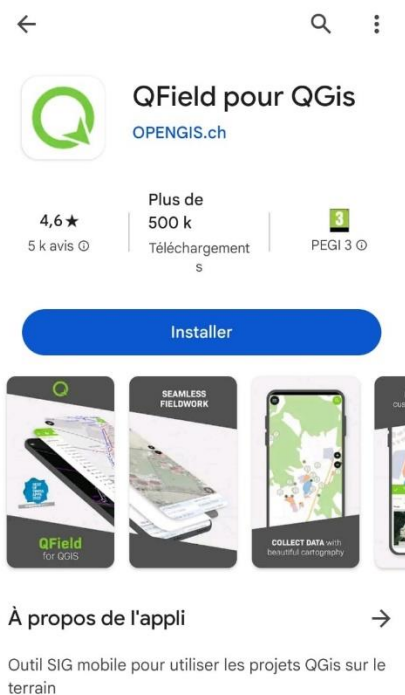 QField pour QGis
OPENGIS.ch
4,6★
5 k avis
Plus de
500 k
Téléchargement
s
3
PEGI 3
Installer
QField
for QGIS
SEAMLESS
FIELDWORK
COLLECT DATA with
beautiful cartography
À propos de l'appli
Outil SIG mobile pour utiliser les projets QGis sur le
terrain